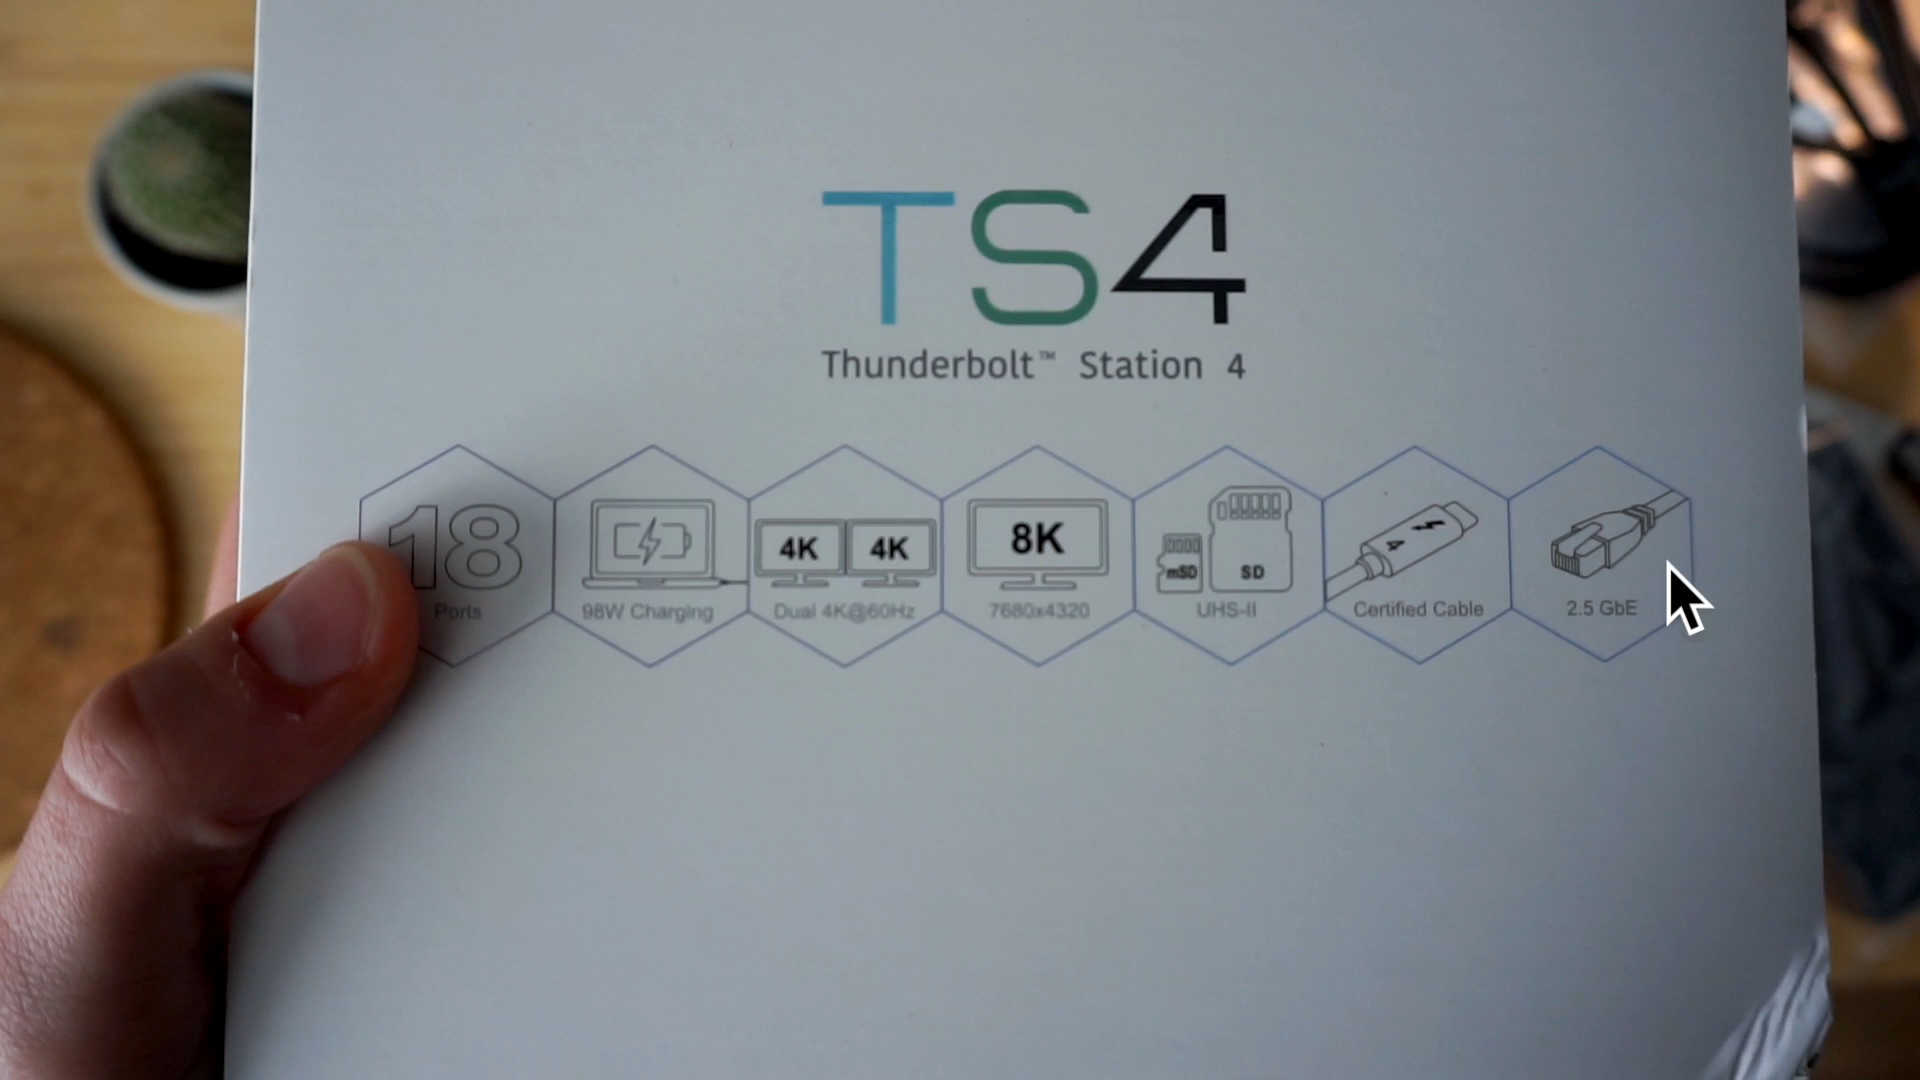 TS4
Thunderbolt™ Station 4
18
Ports
98W Charging
4K 4K
Dual 4K@60Hz
8K
7680x4320
mSD SD
UHS-II
4
Certified Cable
2.5 GbE